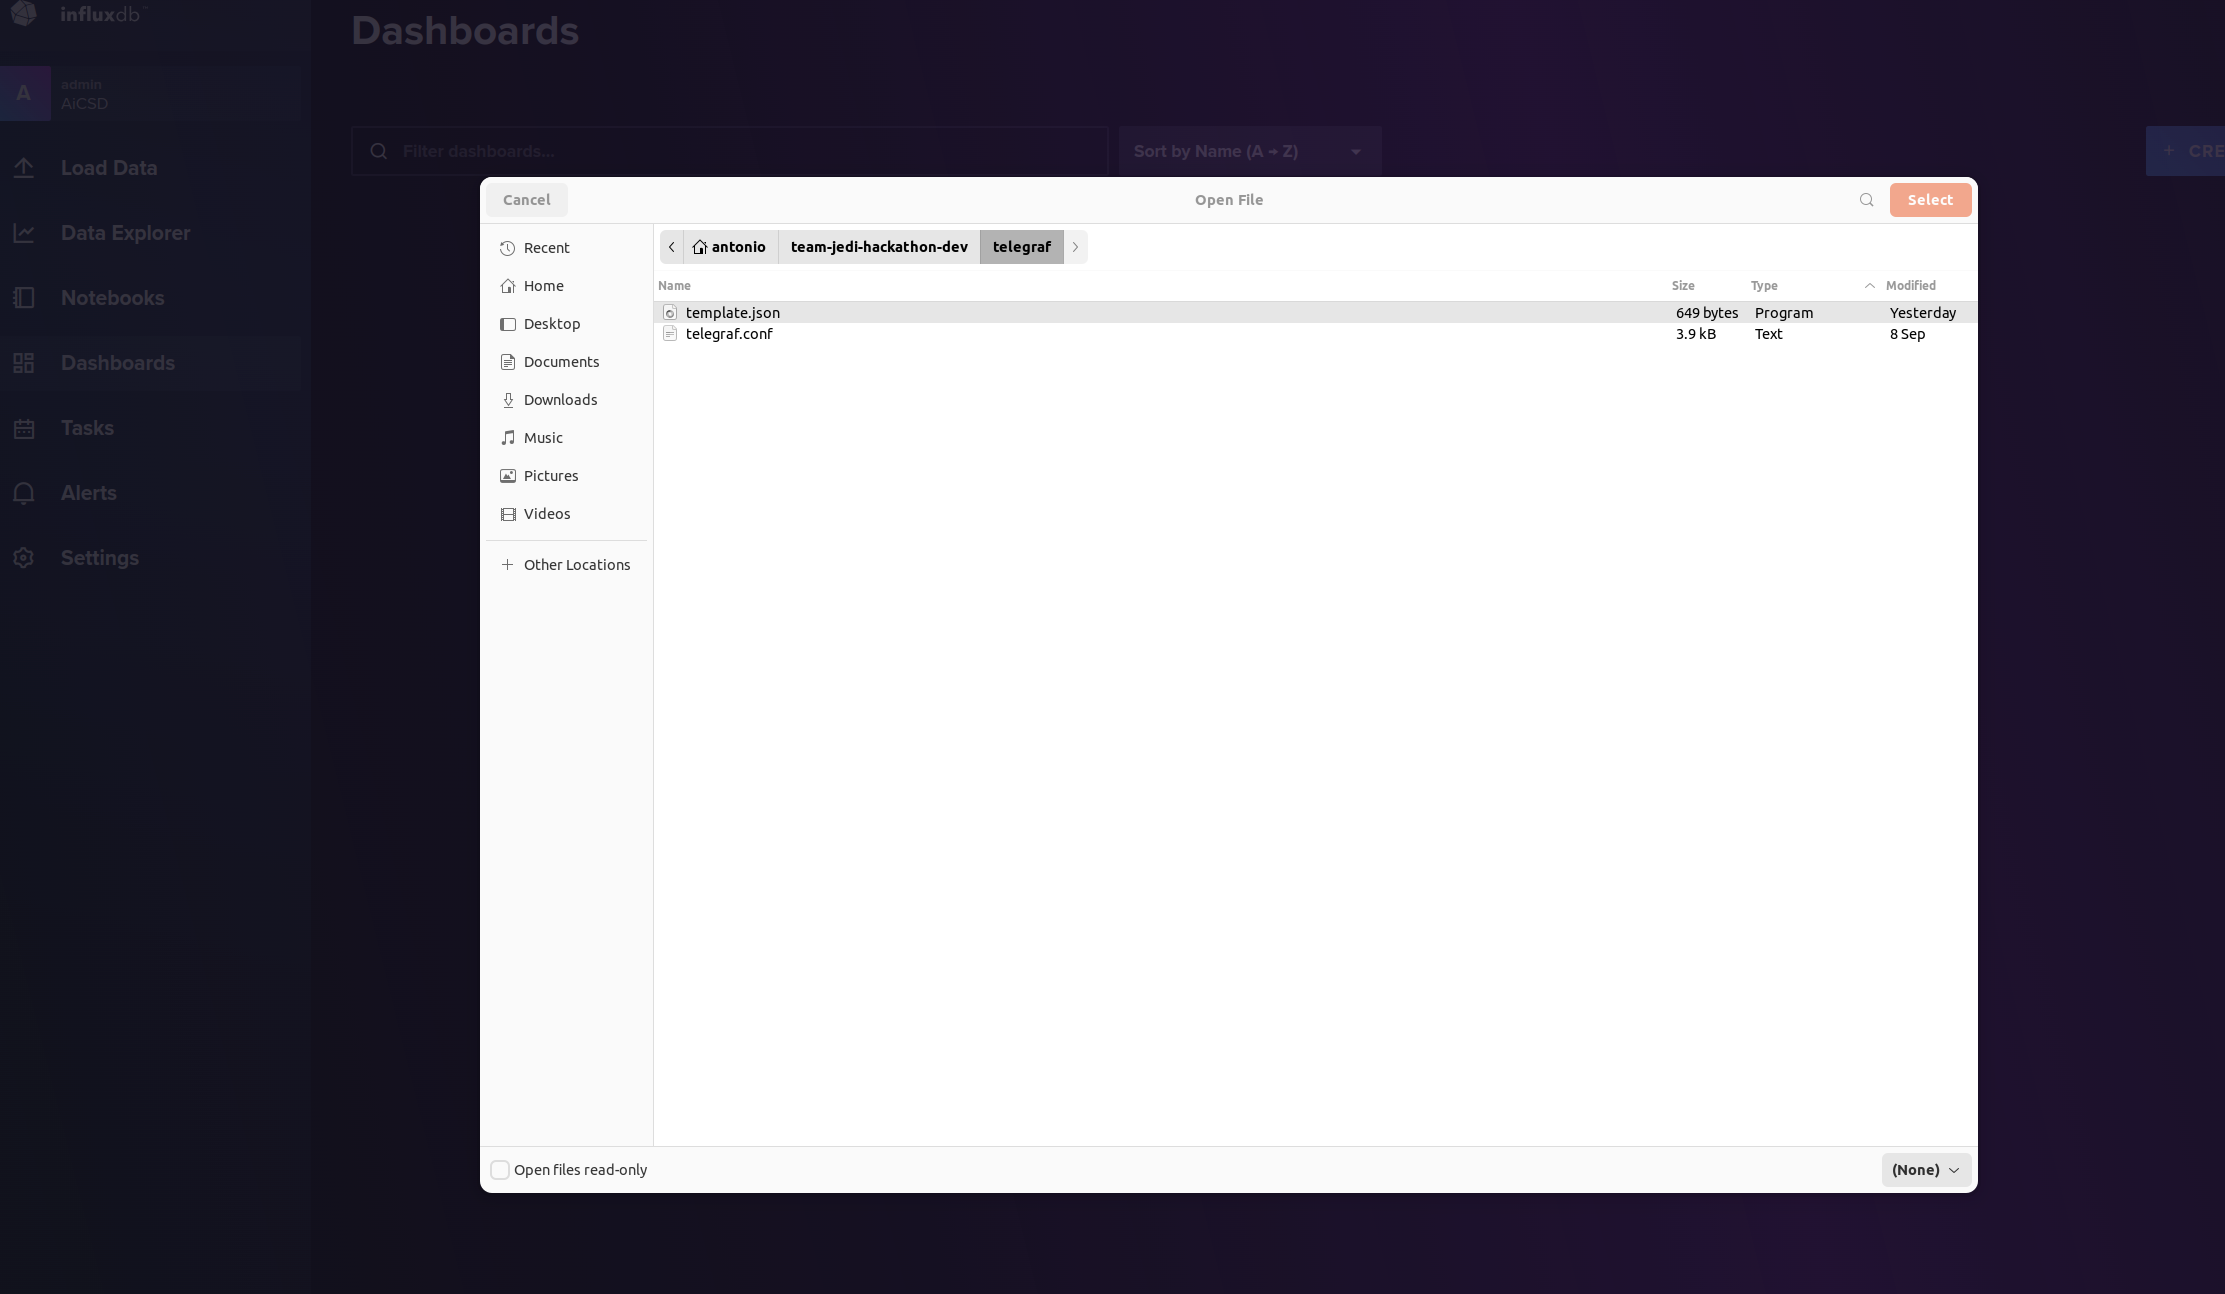 influxdb™
Dashboards
A
admin
AiCSD
Load Data
Data Explorer
Notebooks
Dashboards
Tasks
Alerts
Settings
Filter dashboards...
Sort by Name (A → Z)
+ CRE
Cancel
Open File
Select
Recent
Home
Desktop
Documents
Downloads
Music
Pictures
Videos
Other Locations
antonio team-jedi-hackathon-dev telegraf
Name Size Type Modified
template.json 649 bytes Program Yesterday
telegraf.conf 3.9 kB Text 8 Sep
Open files read-only
(None)